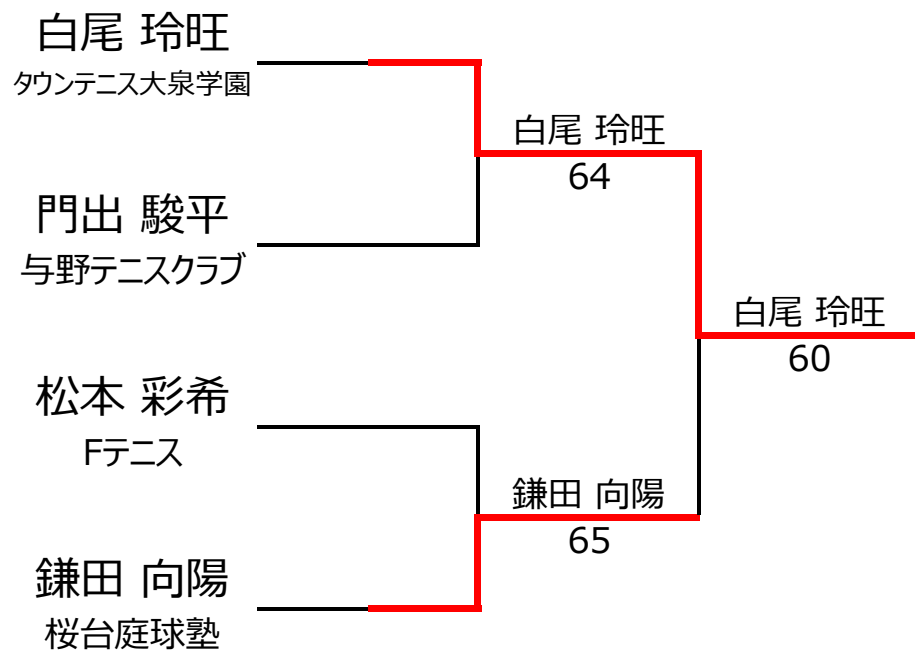 白尾 玲旺
タウンテニス大泉学園
門出 駿平
与野テニスクラブ
松本 彩希
Fテニス
鎌田 向陽
桜台庭球塾
白尾 玲旺
64
鎌田 向陽
65
白尾 玲旺
60